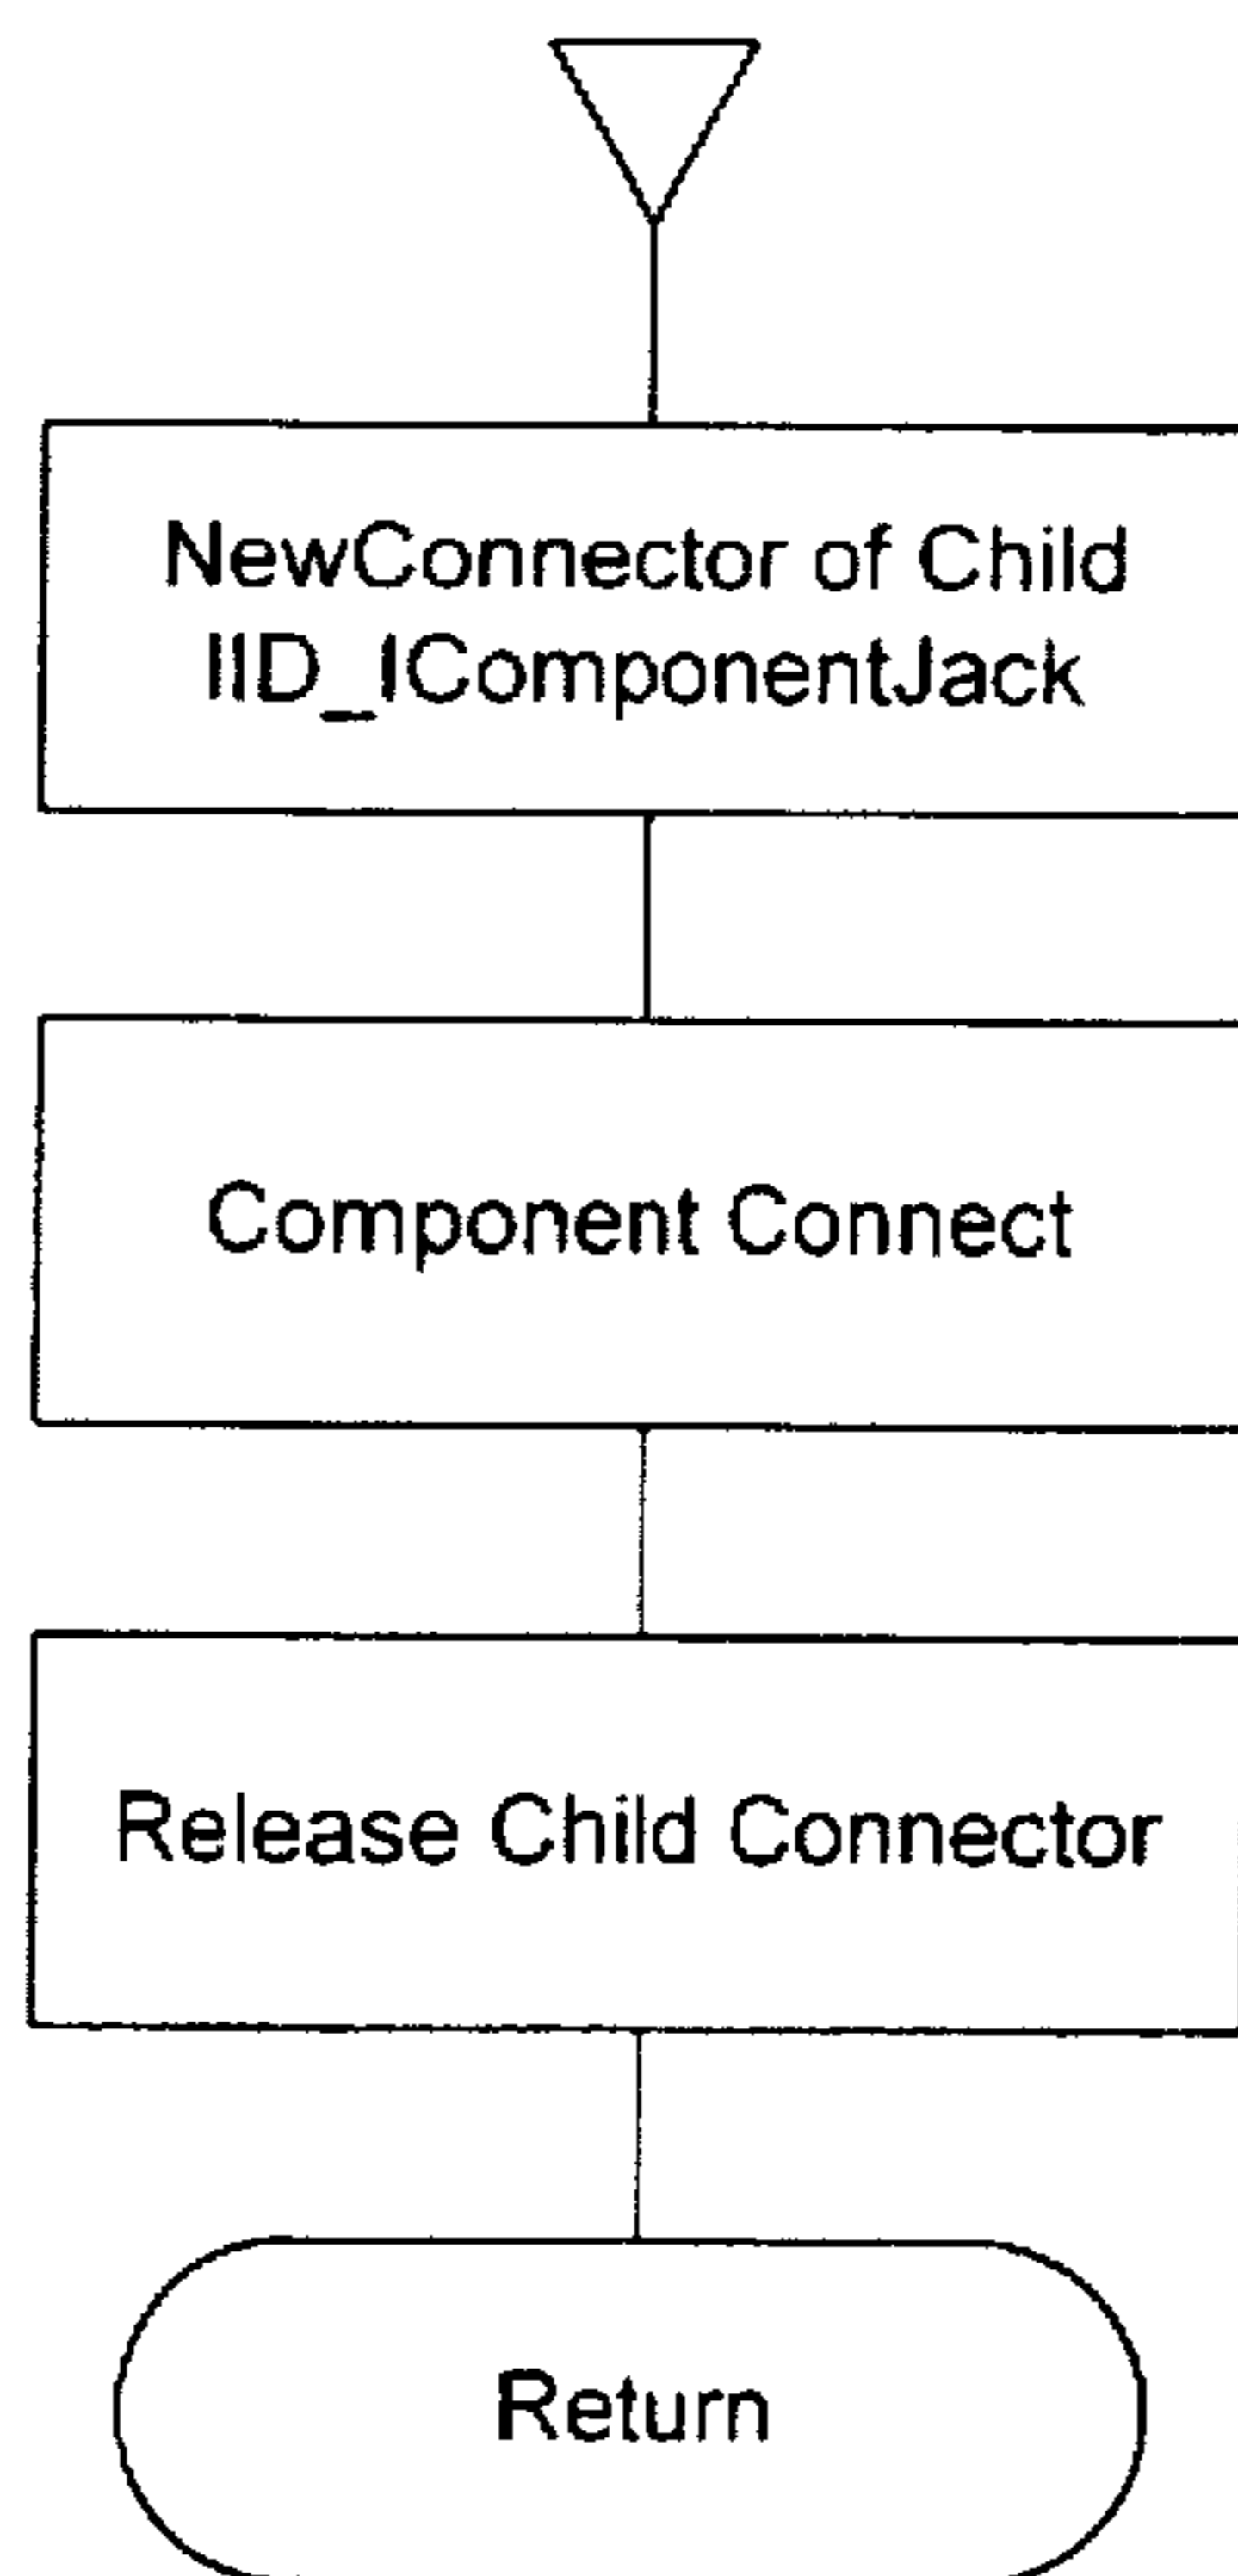 NewConnector of Child
IID_IComponentJack
Component Connect
Release Child Connector
Return